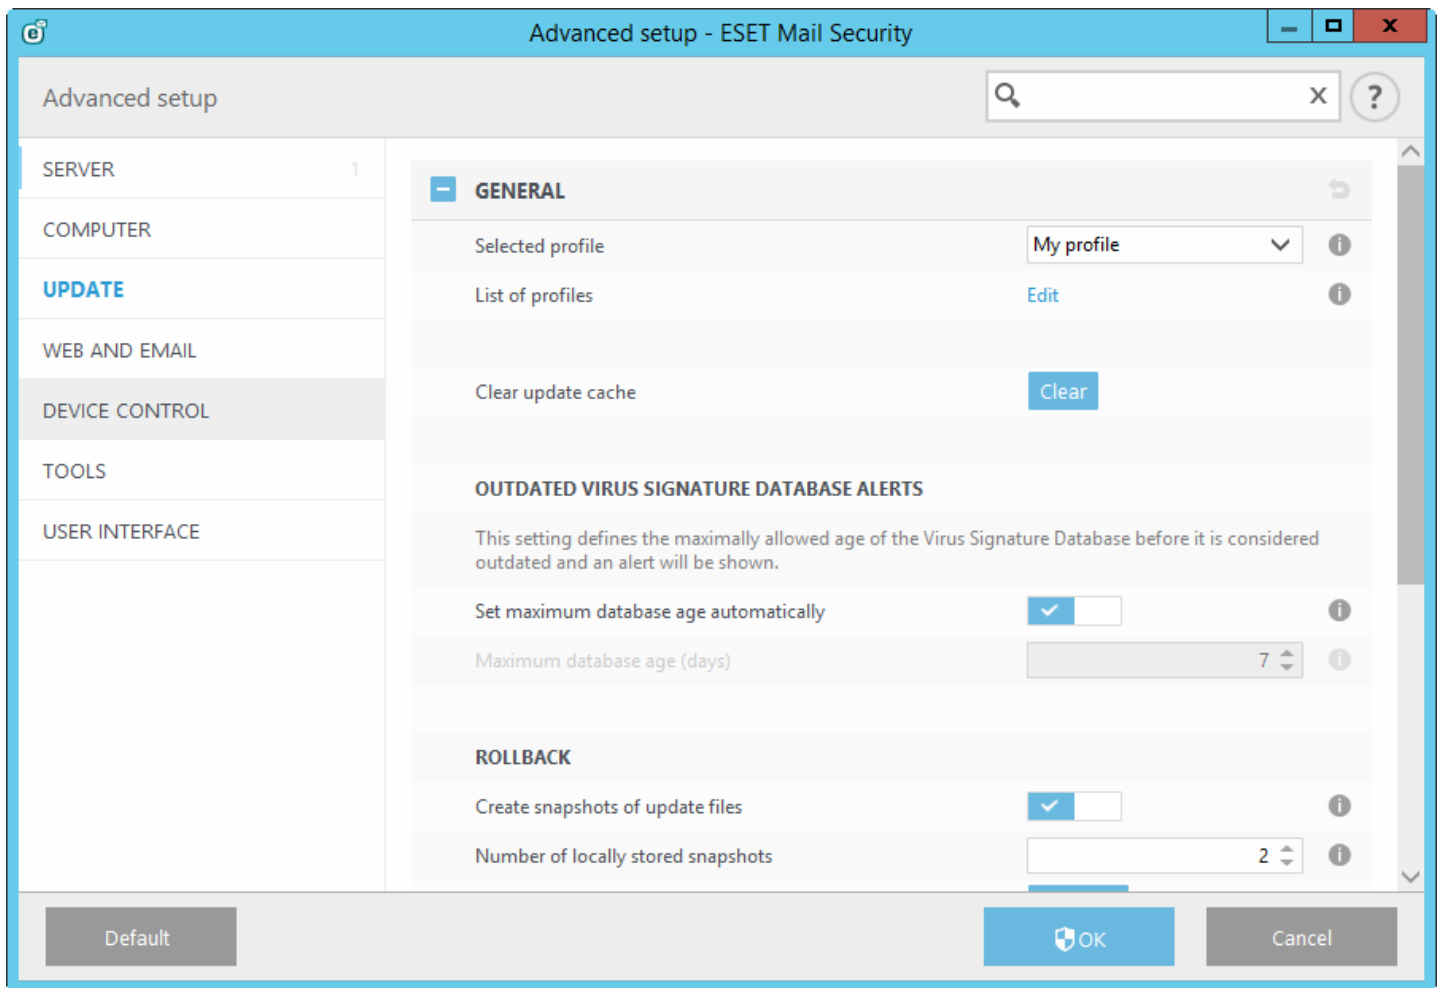 Advanced setup - ESET Mail Security
Advanced setup
SERVER 1
COMPUTER
UPDATE
WEB AND EMAIL
DEVICE CONTROL
TOOLS
USER INTERFACE
GENERAL
Selected profile My profile
List of profiles Edit
Clear update cache Clear
OUTDATED VIRUS SIGNATURE DATABASE ALERTS
This setting defines the maximally allowed age of the Virus Signature Database before it is considered
outdated and an alert will be shown.
Set maximum database age automatically
Maximum database age (days) 7
ROLLBACK
Create snapshots of update files
Number of locally stored snapshots 2
Default OK Cancel